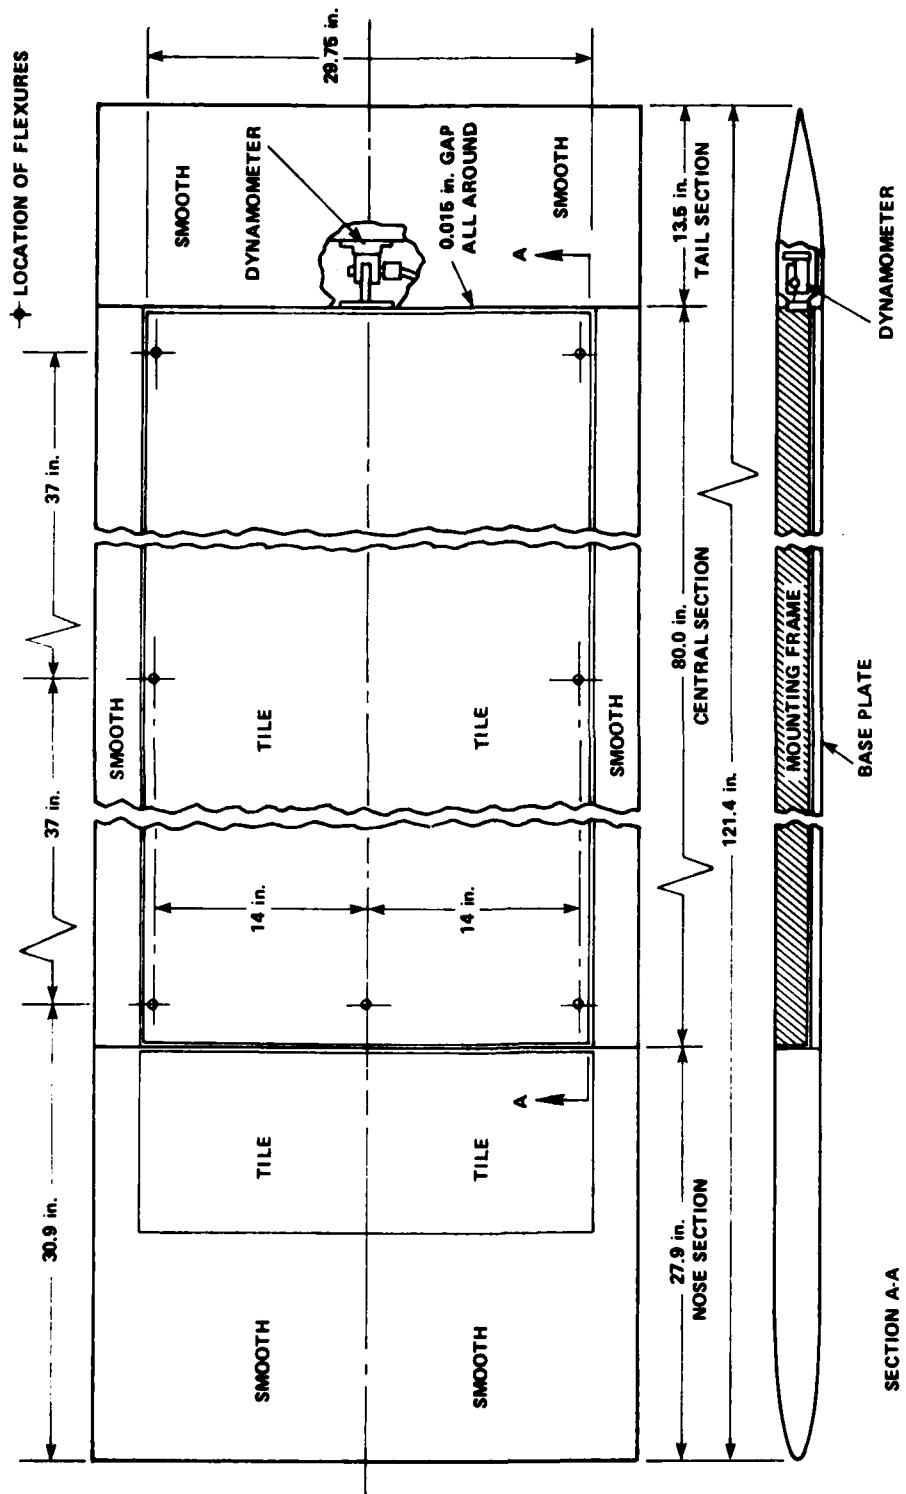 LOCATION OF FLEXURES
30.9 in.
37 in.
37 in.
SMOOTH
SMOOTH
TILE
TILE
14 in.
14 in.
SMOOTH
TILE
TILE
SMOOTH
SMOOTH
DYNAMOMETER
0.015 in. GAP
ALL AROUND
SMOOTH
29.75 in.
A
A
27.9 in.
NOSE SECTION
80.0 in.
CENTRAL SECTION
13.5 in.
TAIL SECTION
121.4 in.
MOUNTING FRAME
BASE PLATE
DYNAMOMETER
SECTION A-A